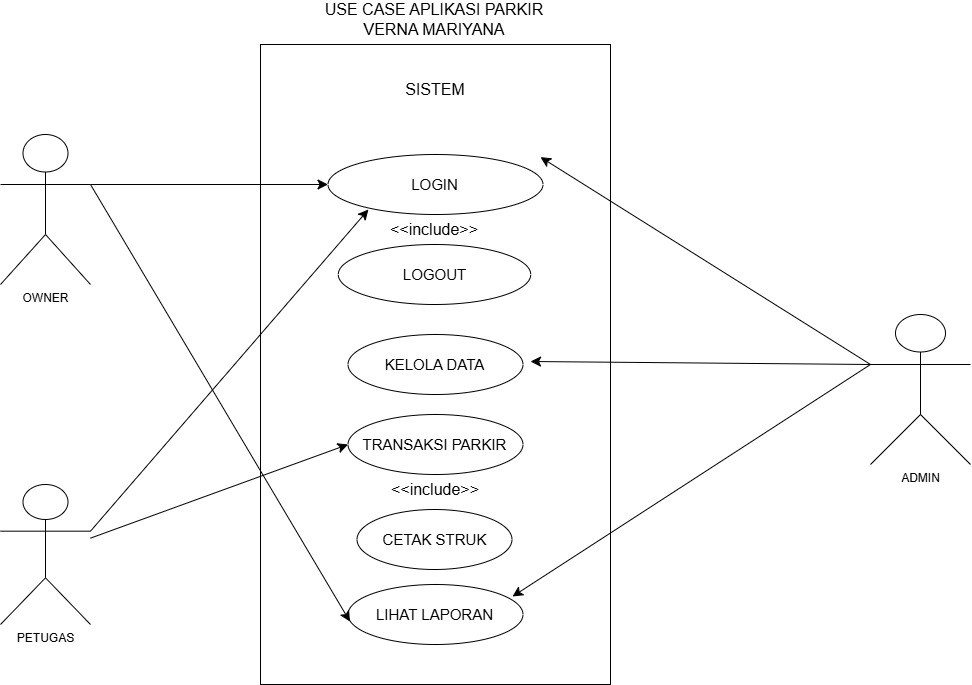 USE CASE APLIKASI PARKIR
VERNA MARIYANA
SISTEM
LOGIN
<<include>>
LOGOUT
OWNER
KELOLA DATA
TRANSAKSI PARKIR
ADMIN
<<include>>
CETAK STRUK
LIHAT LAPORAN
PETUGAS